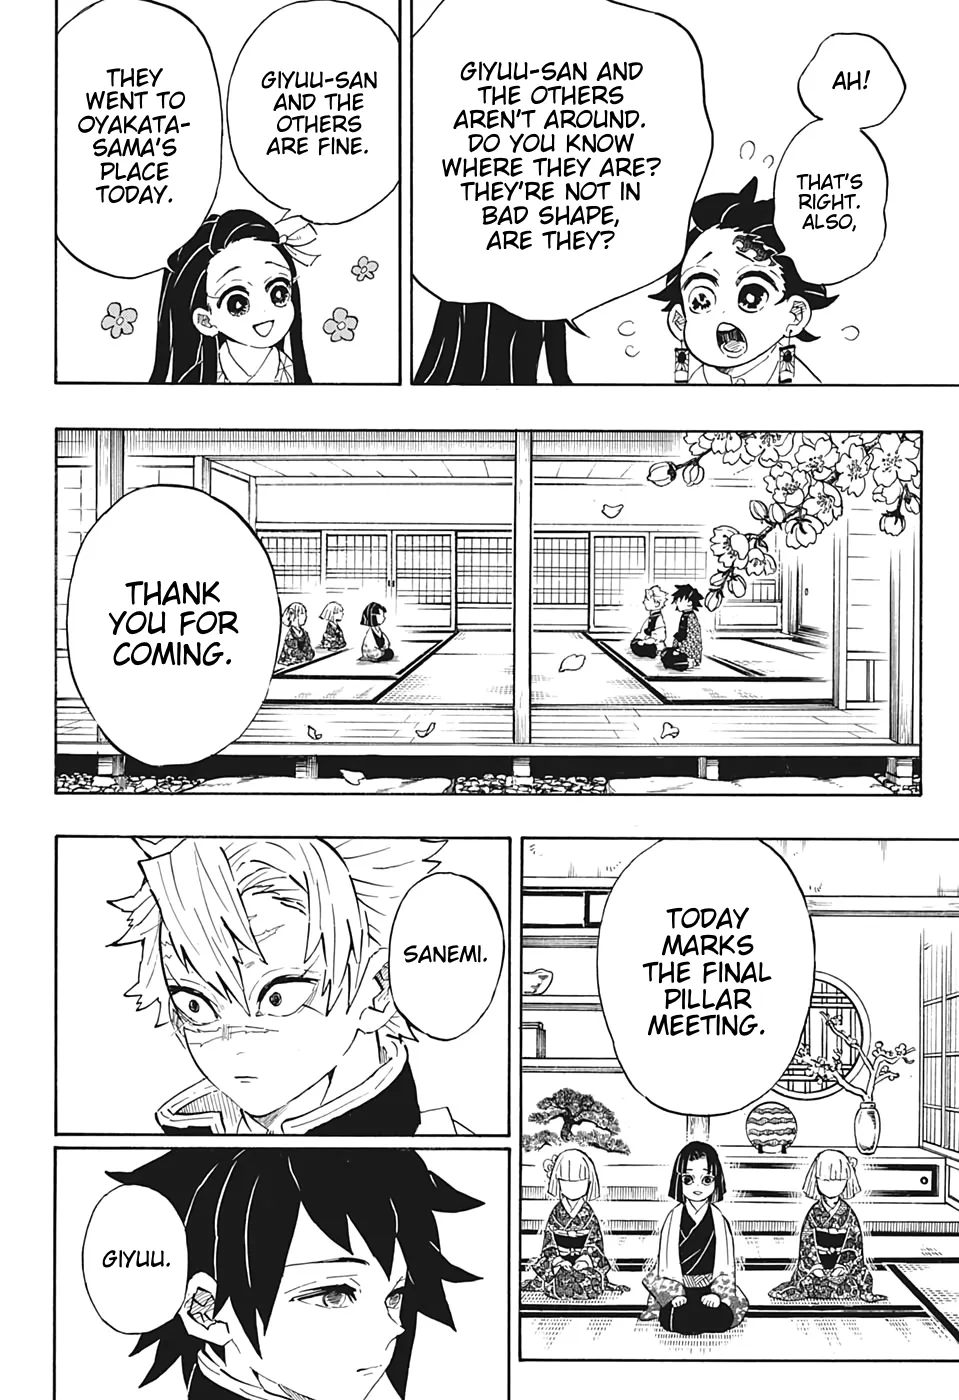 AH!
THAT'S
RIGHT.
ALSO,
GIYUU-SAN AND
THE OTHERS
AREN'T AROUND.
DO YOU KNOW
WHERE THEY ARE?
THEY'RE NOT IN
BAD SHAPE,
ARE THEY?
GIYUU-SAN
AND THE
OTHERS
ARE FINE.
THEY
WENT TO
OYAKATA-
SAMA'S
PLACE
TODAY.
THANK
YOU FOR
COMING.
TODAY
MARKS
THE FINAL
PILLAR
MEETING.
SANEMI.
GIYUU.